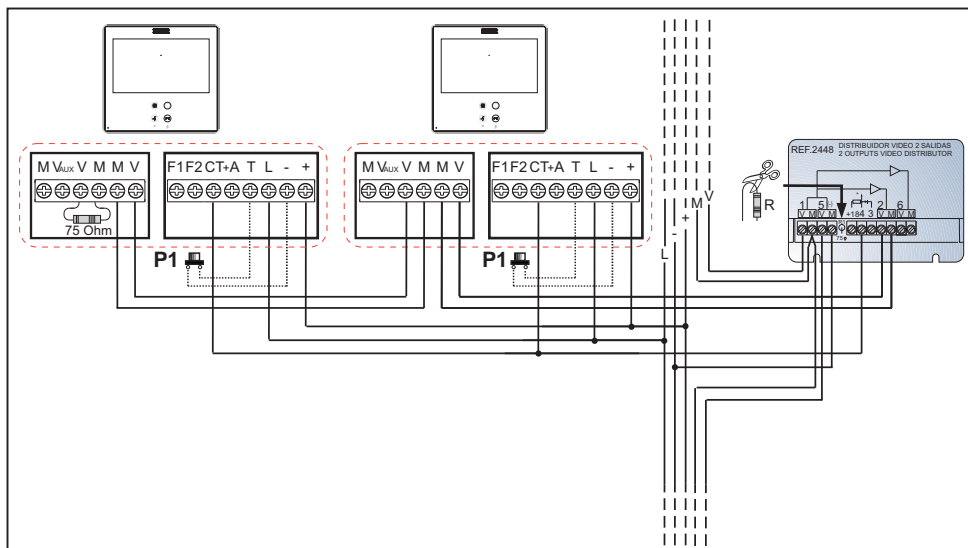 M VAUX V M M V
F1 F2 CT +A T L - +
M VAUX V M M V
F1 F2 CT +A T L - +
75 Ohm
P1
P1
L
-
+
M
V
R
REF.2448
DISTRIBUIDOR VIDEO 2 SALIDAS
2 OUTPUTS VIDEO DISTRIBUTOR
1 5 (-) 2 6
V M V M +18 4 3 V M V M
75